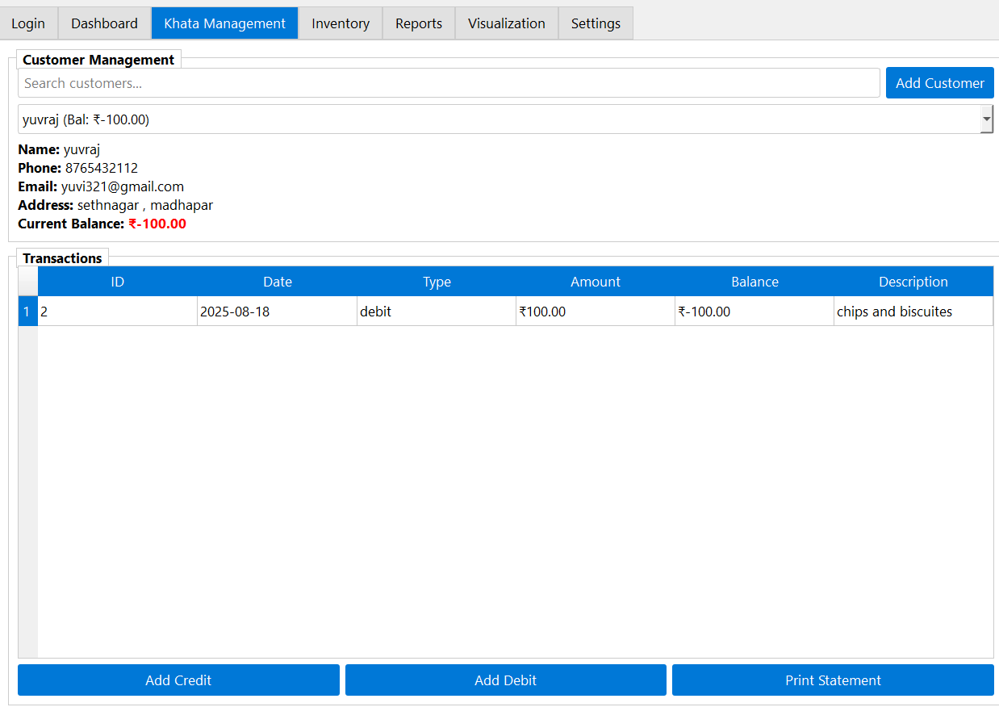 Login Dashboard Khata Management Inventory Reports Visualization Settings
Customer Management
Search customers... Add Customer
yuvraj (Bal: ₹-100.00)
Name: yuvraj
Phone: 8765432112
Email: yuvi321@gmail.com
Address: sethnagar , madhapar
Current Balance: ₹-100.00
Transactions
ID Date Type Amount Balance Description
1 2 2025-08-18 debit ₹100.00 ₹-100.00 chips and biscuites
Add Credit Add Debit Print Statement